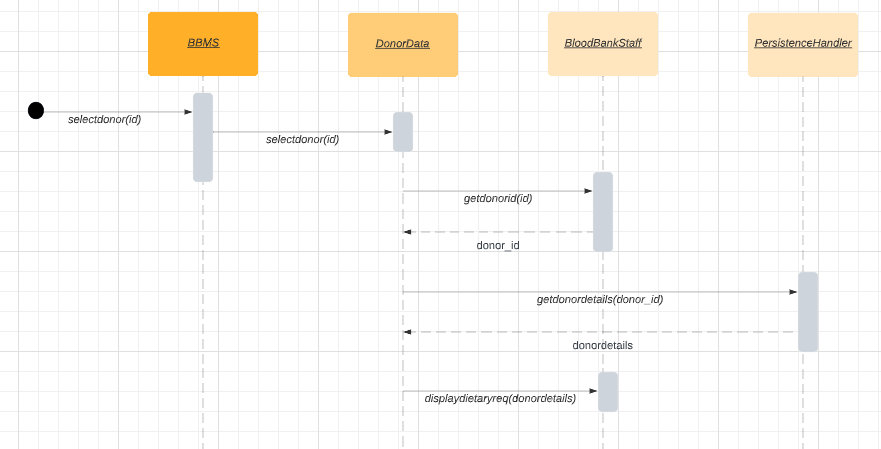 BBMS
DonorData
BloodBankStaff
PersistenceHandler
selectdonor(id)
selectdonor(id)
getdonorid(id)
donor_id
getdonordetails(donor_id)
donordetails
displaydietaryreq(donordetails)